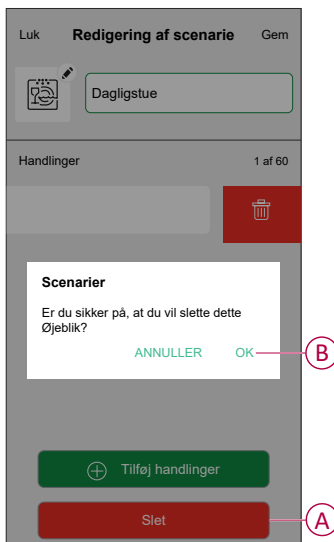 Luk Redigering af scenarie Gem
Dagligstue
Handlinger 1 af 60
Scenarier
Er du sikker på, at du vil slette dette
Øjeblik?
ANNULLER OK
B
Tilføj handlinger
Slet
A